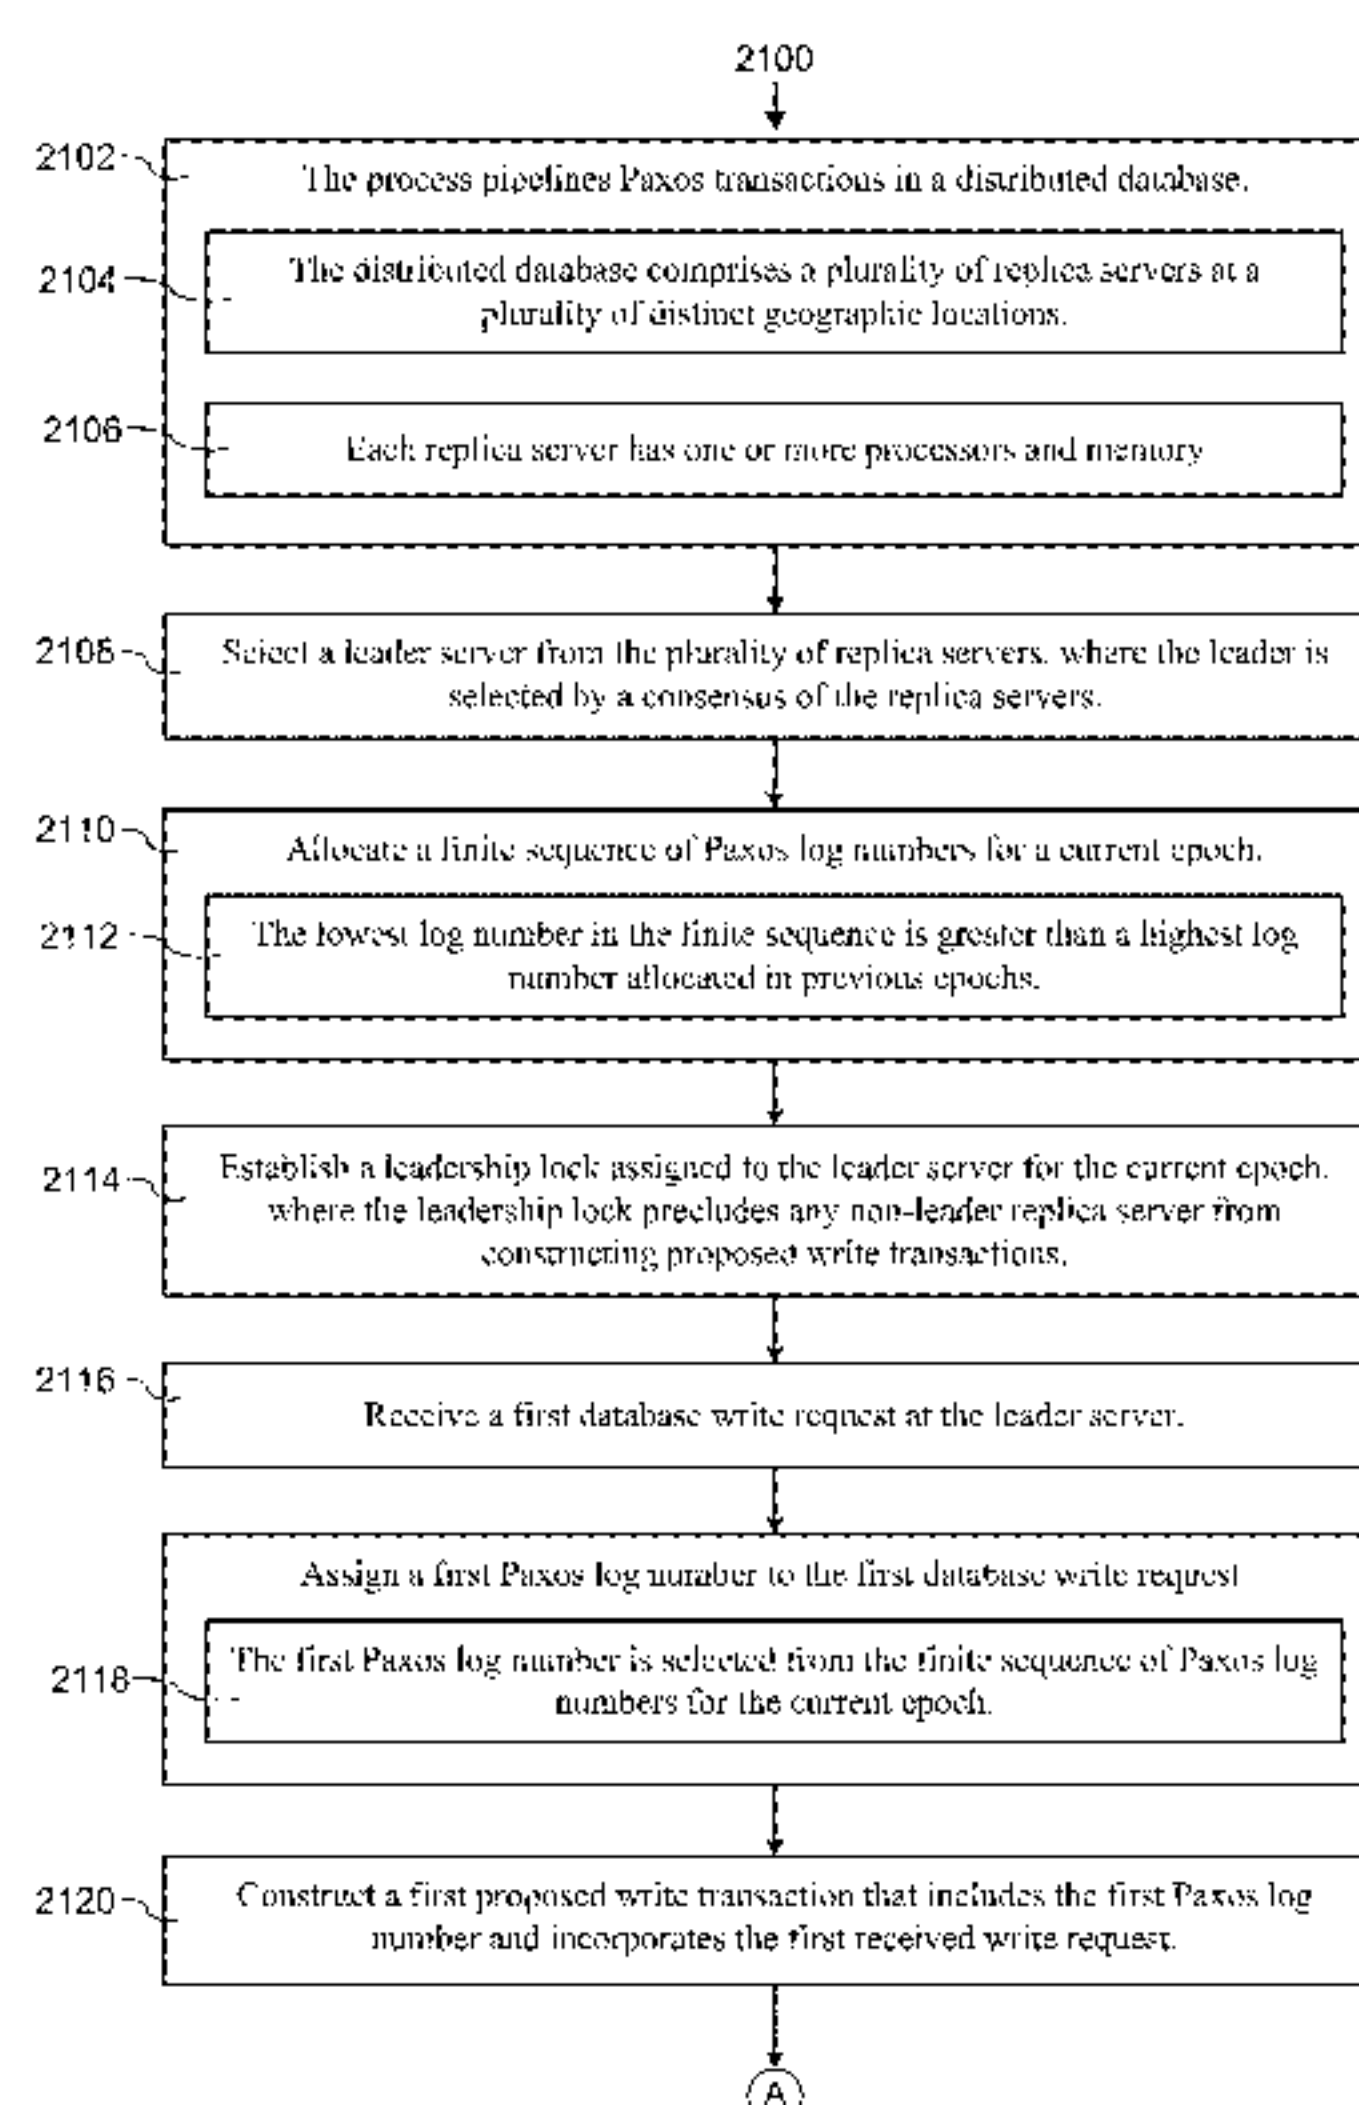 2100
2102
The process pipelines Paxos transactions in a distributed database.
2104
The distributed database comprises a plurality of replica servers at a
plurality of distinct geographic locations.
2106
Each replica server has one or more processors and memory
2108
Select a leader server from the plurality of replica servers, where the leader is
selected by a consensus of the replica servers.
2110
Allocate a finite sequence of Paxos log numbers for a current epoch.
2112
The lowest log number in the finite sequence is greater than a highest log
number allocated in previous epochs.
2114
Establish a leadership lock assigned to the leader server for the current epoch,
where the leadership lock precludes any non-leader replica server from
constructing proposed write transactions.
2116
Receive a first database write request at the leader server.
Assign a first Paxos log number to the first database write request
2118
The first Paxos log number is selected from the finite sequence of Paxos log
numbers for the current epoch.
2120
Construct a first proposed write transaction that includes the first Paxos log
number and incorporates the first received write request.
A